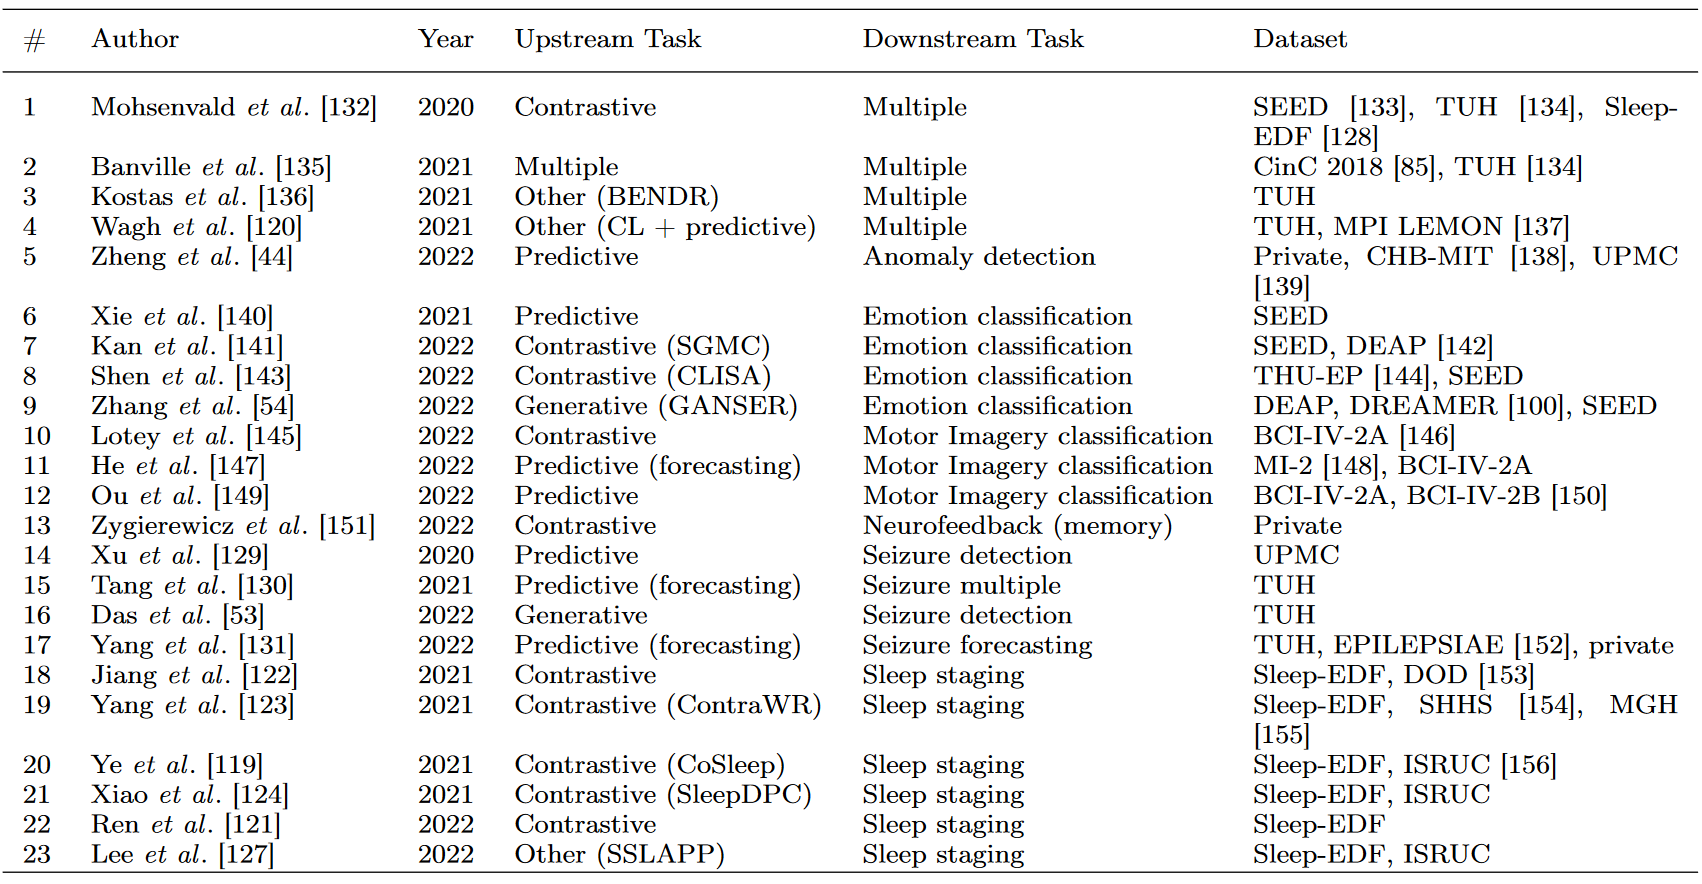 # Author Year Upstream Task Downstream Task Dataset
1 Mohsenvald et al. [132] 2020 Contrastive Multiple SEED [133], TUH [134], Sleep-
EDF [128]
2 Banville et al. [135] 2021 Multiple Multiple CinC 2018 [85], TUH [134]
3 Kostas et al. [136] 2021 Other (BENDR) Multiple TUH
4 Wagh et al. [120] 2021 Other (CL + predictive) Multiple TUH, MPI LEMON [137]
5 Zheng et al. [44] 2022 Predictive Anomaly detection Private, CHB-MIT [138], UPMC
[139]
6 Xie et al. [140] 2021 Predictive Emotion classification SEED
7 Kan et al. [141] 2022 Contrastive (SGMC) Emotion classification SEED, DEAP [142]
8 Shen et al. [143] 2022 Contrastive (CLISA) Emotion classification THU-EP [144], SEED
9 Zhang et al. [54] 2022 Generative (GANSER) Emotion classification DEAP, DREAMER [100], SEED
10 Lotey et al. [145] 2022 Contrastive Motor Imagery classification BCI-IV-2A [146]
11 He et al. [147] 2022 Predictive (forecasting) Motor Imagery classification MI-2 [148], BCI-IV-2A
12 Ou et al. [149] 2022 Predictive Motor Imagery classification BCI-IV-2A, BCI-IV-2B [150]
13 Zygierewicz et al. [151] 2022 Contrastive Neurofeedback (memory) Private
14 Xu et al. [129] 2020 Predictive Seizure detection UPMC
15 Tang et al. [130] 2021 Predictive (forecasting) Seizure multiple TUH
16 Das et al. [53] 2022 Generative Seizure detection TUH
17 Yang et al. [131] 2022 Predictive (forecasting) Seizure forecasting TUH, EPILEPSIAE [152], private
18 Jiang et al. [122] 2021 Contrastive Sleep staging Sleep-EDF, DOD [153]
19 Yang et al. [123] 2021 Contrastive (ContraWR) Sleep staging Sleep-EDF, SHHS [154], MGH
[155]
20 Ye et al. [119] 2021 Contrastive (CoSleep) Sleep staging Sleep-EDF, ISRUC [156]
21 Xiao et al. [124] 2021 Contrastive (SleepDPC) Sleep staging Sleep-EDF, ISRUC
22 Ren et al. [121] 2022 Contrastive Sleep staging Sleep-EDF
23 Lee et al. [127] 2022 Other (SSLAPP) Sleep staging Sleep-EDF, ISRUC